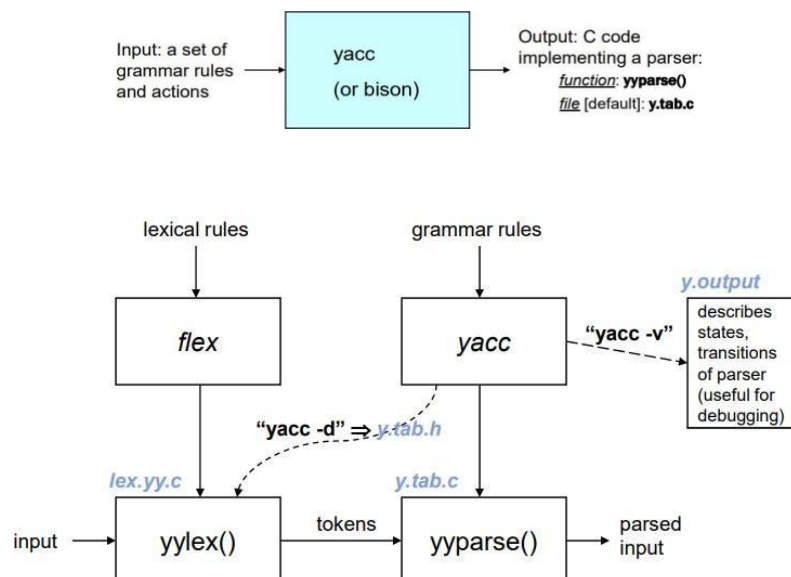 Input: a set of
grammar rules
and actions
yacc
(or bison)
Output: C code
implementing a parser:
function: yyparse()
file [default]: y.tab.c
lexical rules
grammar rules
y.output
flex
yacc
"yacc -v"
describes
states,
transitions
of parser
(useful for
debugging)
"yacc -d" ⇒ y.tab.h
lex.yy.c
y.tab.c
input
yylex()
tokens
yyparse()
parsed
input